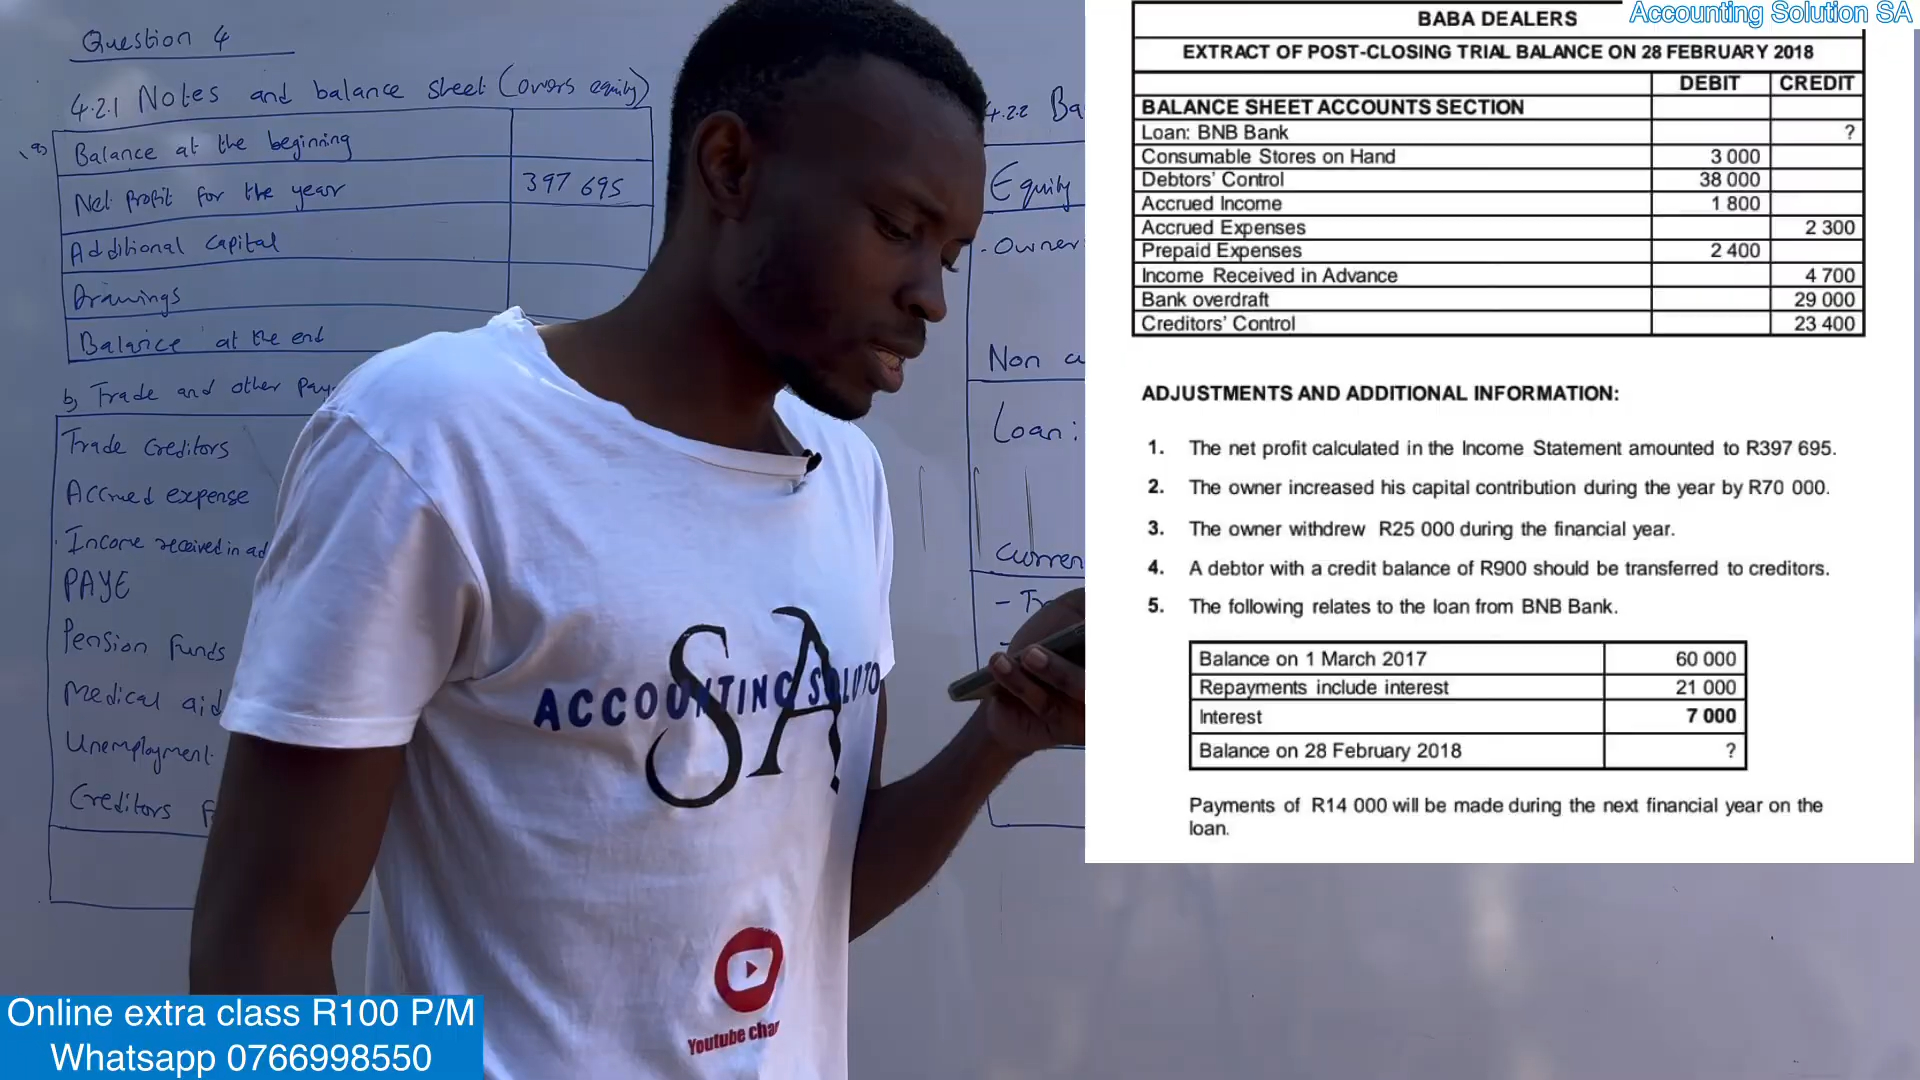 Question 4
4.2.1 Notes and balance sheet (owers equity)
a)
Balance at the beginning
Net profit for the year 397 695
Additional capital
Drawings
Balance at the end
b) Trade and other pay
Trade creditors
Accrued expense
Income received in ad
PAYE
Pension funds
Medical aid
Unemployment
Creditors f
4.2.2 Ba
Equity
- Owner
Non
Loan:
Curren
ACCOUNTING SOLUTO
SA
Youtube chan
Online extra class R100 P/M
Whatsapp 0766998550
Accounting Solution SA
BABA DEALERS
EXTRACT OF POST-CLOSING TRIAL BALANCE ON 28 FEBRUARY 2018
DEBIT CREDIT
BALANCE SHEET ACCOUNTS SECTION
Loan: BNB Bank ?
Consumable Stores on Hand 3 000
Debtors' Control 38 000
Accrued Income 1 800
Accrued Expenses 2 300
Prepaid Expenses 2 400
Income Received in Advance 4 700
Bank overdraft 29 000
Creditors' Control 23 400
ADJUSTMENTS AND ADDITIONAL INFORMATION:
1. The net profit calculated in the Income Statement amounted to R397 695.
2. The owner increased his capital contribution during the year by R70 000.
3. The owner withdrew R25 000 during the financial year.
4. A debtor with a credit balance of R900 should be transferred to creditors.
5. The following relates to the loan from BNB Bank.
Balance on 1 March 2017 60 000
Repayments include interest 21 000
Interest 7 000
Balance on 28 February 2018 ?
Payments of R14 000 will be made during the next financial year on the
loan.